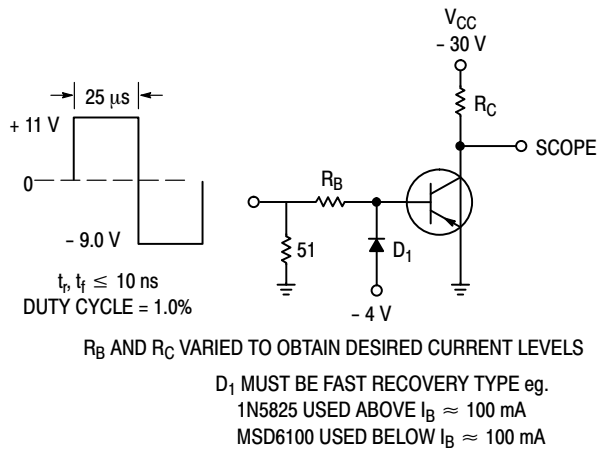 V_CC
– 30 V
25 μs
+ 11 V
R_C
SCOPE
0
R_B
– 9.0 V
51
D_1
t_r, t_f ≤ 10 ns
DUTY CYCLE = 1.0%
– 4 V
R_B AND R_C VARIED TO OBTAIN DESIRED CURRENT LEVELS
D_1 MUST BE FAST RECOVERY TYPE eg.
1N5825 USED ABOVE I_B ≈ 100 mA
MSD6100 USED BELOW I_B ≈ 100 mA